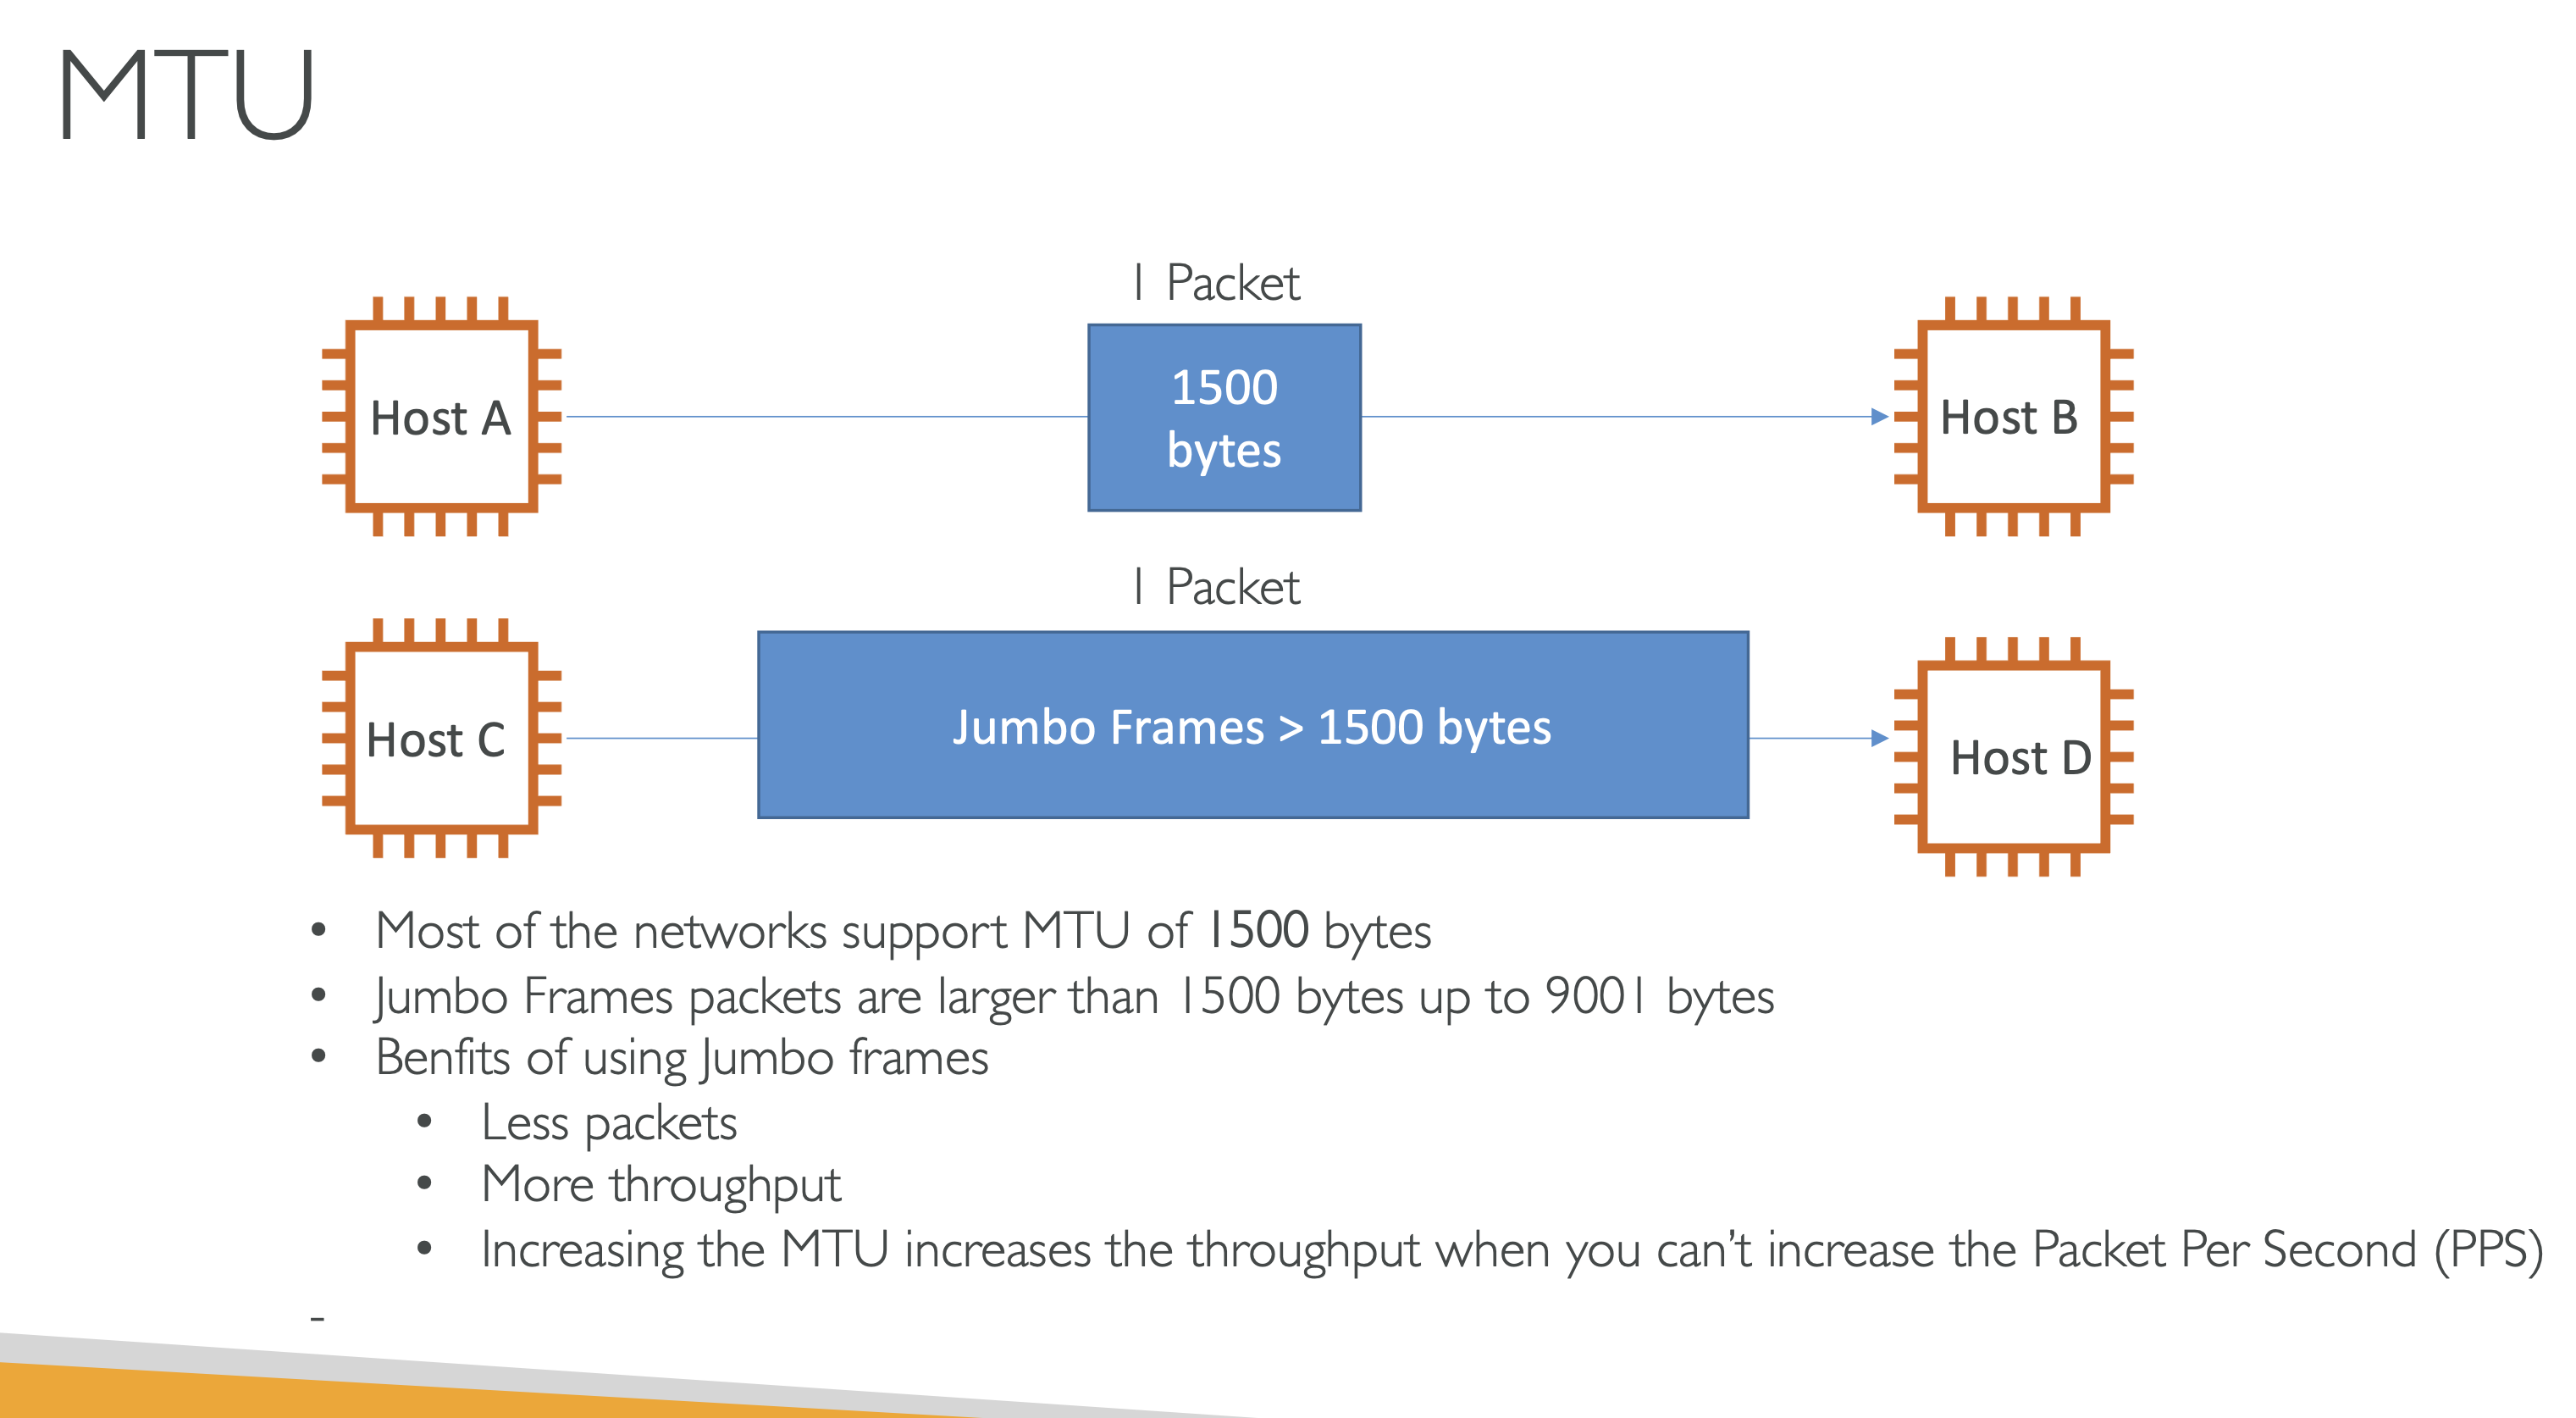 MTU
1 Packet
Host A
1500
bytes
Host B
1 Packet
Host C
Jumbo Frames > 1500 bytes
Host D
• Most of the networks support MTU of 1500 bytes
• Jumbo Frames packets are larger than 1500 bytes up to 9001 bytes
• Benfits of using Jumbo frames
• Less packets
• More throughput
• Increasing the MTU increases the throughput when you can't increase the Packet Per Second (PPS)
-